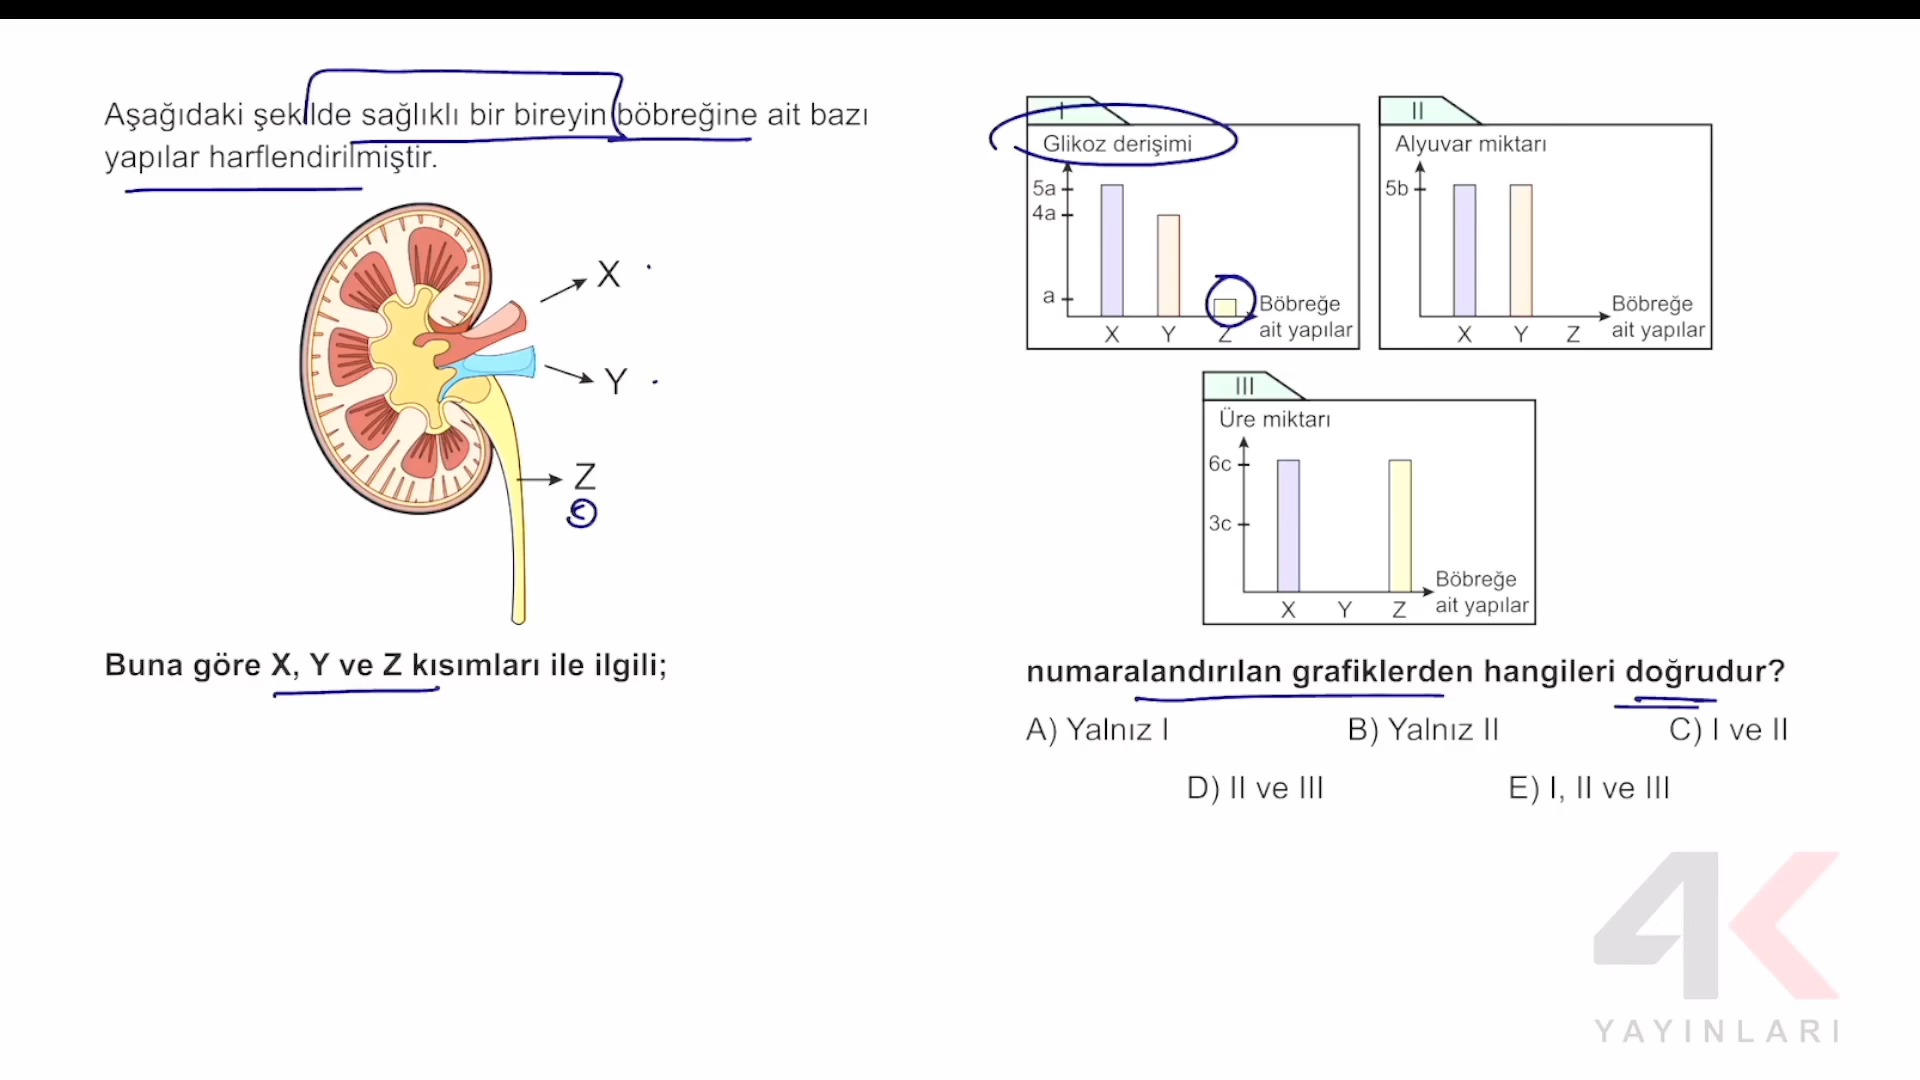 Aşağıdaki şekilde sağlıklı bir bireyin böbreğine ait bazı
yapılar harflendirilmiştir.
X
Y
Z
Buna göre X, Y ve Z kısımları ile ilgili;
I
Glikoz derişimi
5a
4a
a
X Y Z
Böbreğe
ait yapılar
II
Alyuvar miktarı
5b
X Y Z
Böbreğe
ait yapılar
III
Üre miktarı
6c
3c
X Y Z
Böbreğe
ait yapılar
numaralandırılan grafiklerden hangileri doğrudur?
A) Yalnız I B) Yalnız II C) I ve II
D) II ve III E) I, II ve III
4K
YAYINLARI